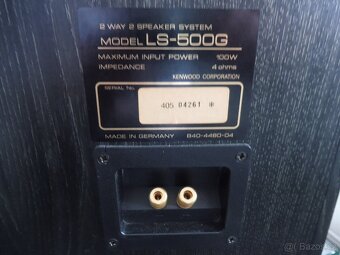 2 WAY 2 SPEAKER SYSTEM
MODEL LS-500G
MAXIMUM INPUT POWER 100W
IMPEDANCE 4 ohms
KENWOOD CORPORATION
SERIAL No.
405 04261 *
MADE IN GERMANY B40-4480-04